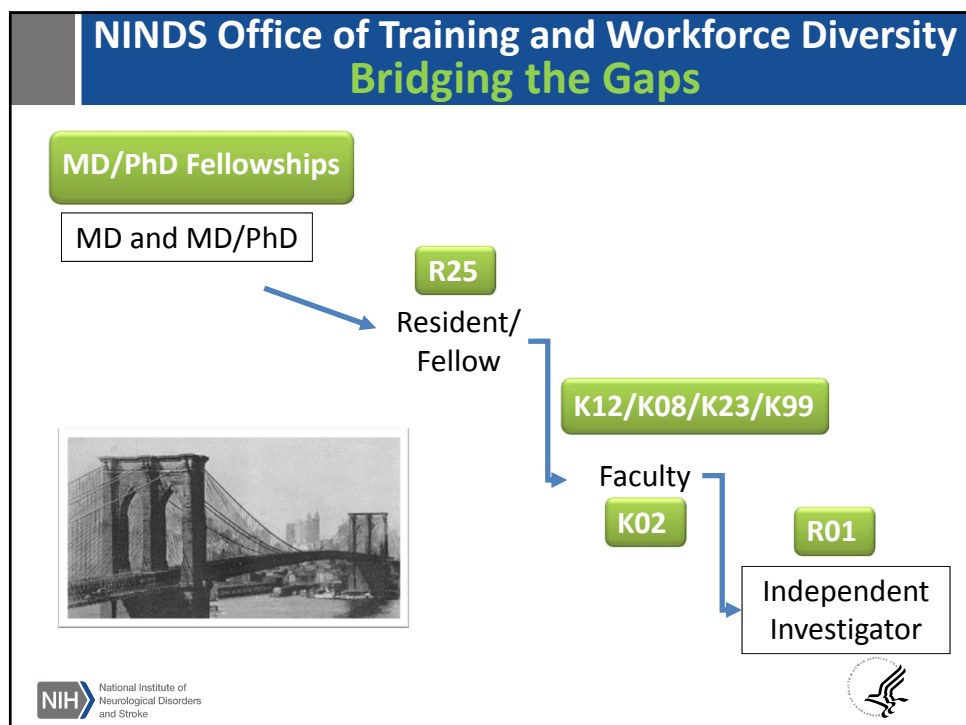 NINDS Office of Training and Workforce Diversity
Bridging the Gaps
MD/PhD Fellowships
MD and MD/PhD
R25
Resident/
Fellow
K12/K08/K23/K99
Faculty
K02
R01
Independent
Investigator
NIH
National Institute of
Neurological Disorders
and Stroke